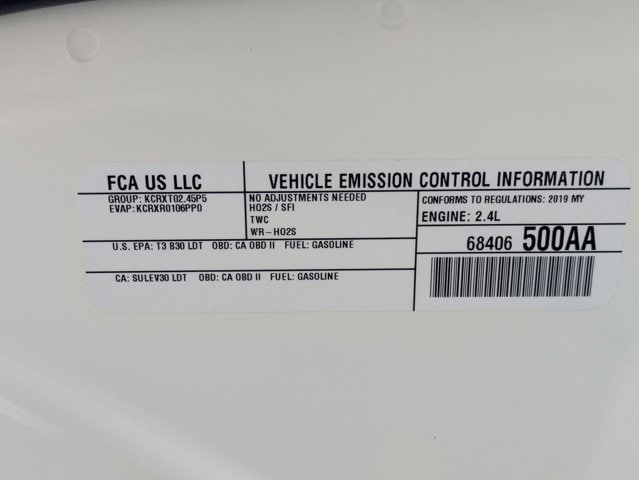 FCA US LLC
GROUP: KCRXT02.45P5
EVAP: KCRXR0106PP0
VEHICLE EMISSION CONTROL INFORMATION
NO ADJUSTMENTS NEEDED
HO2S / SFI
TWC
WR-HO2S
CONFORMS TO REGULATIONS: 2019 MY
ENGINE: 2.4L
U.S. EPA: T3 B30 LDT OBD: CA OBD II FUEL: GASOLINE
68406 500AA
CA: SULEV30 LDT OBD: CA OBD II FUEL: GASOLINE